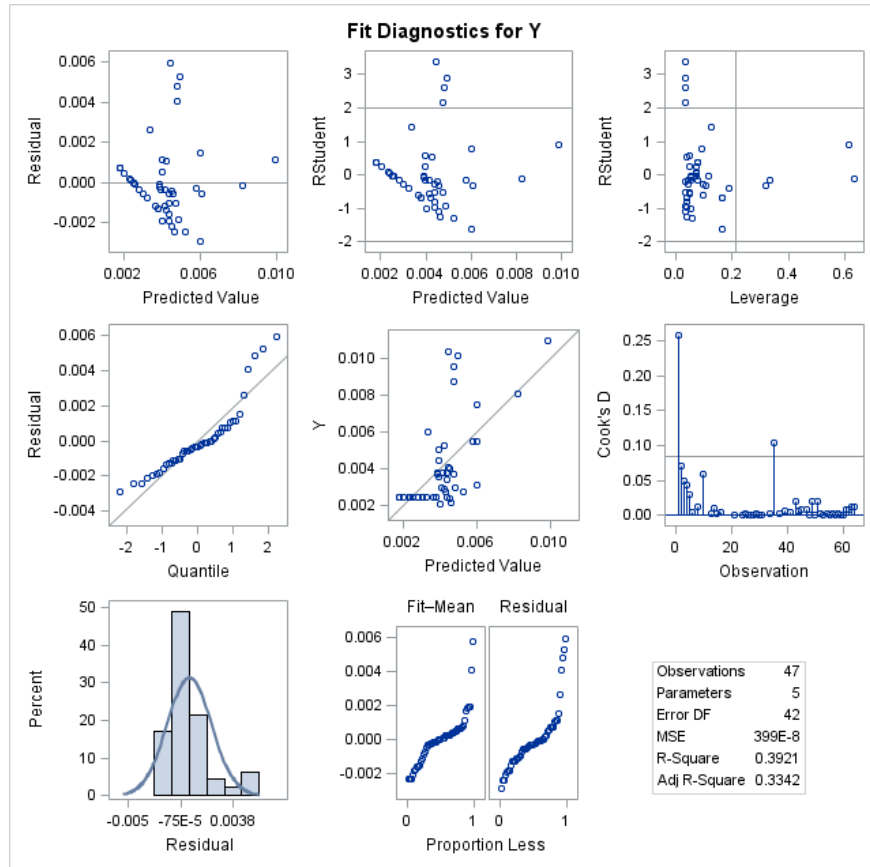 Fit Diagnostics for Y
0.006
0.004
0.002
0.000
-0.002
Residual
0.002 0.006 0.010
Predicted Value
3
2
1
0
-1
-2
RStudent
0.002 0.004 0.006 0.008 0.010
Predicted Value
3
2
1
0
-1
-2
RStudent
0.0 0.2 0.4 0.6
Leverage
0.006
0.004
0.002
0.000
-0.002
-0.004
Residual
-2 -1 0 1 2
Quantile
0.010
0.008
0.006
0.004
0.002
Y
0.002 0.006 0.010
Predicted Value
0.25
0.20
0.15
0.10
0.05
0.00
Cook's D
0 20 40 60
Observation
50
40
30
20
10
0
Percent
-0.005 -75E-5 0.0038
Residual
Fit–Mean Residual
0.006
0.004
0.002
0.000
-0.002
0 1 0 1
Proportion Less
Observations 47
Parameters 5
Error DF 42
MSE 399E-8
R-Square 0.3921
Adj R-Square 0.3342